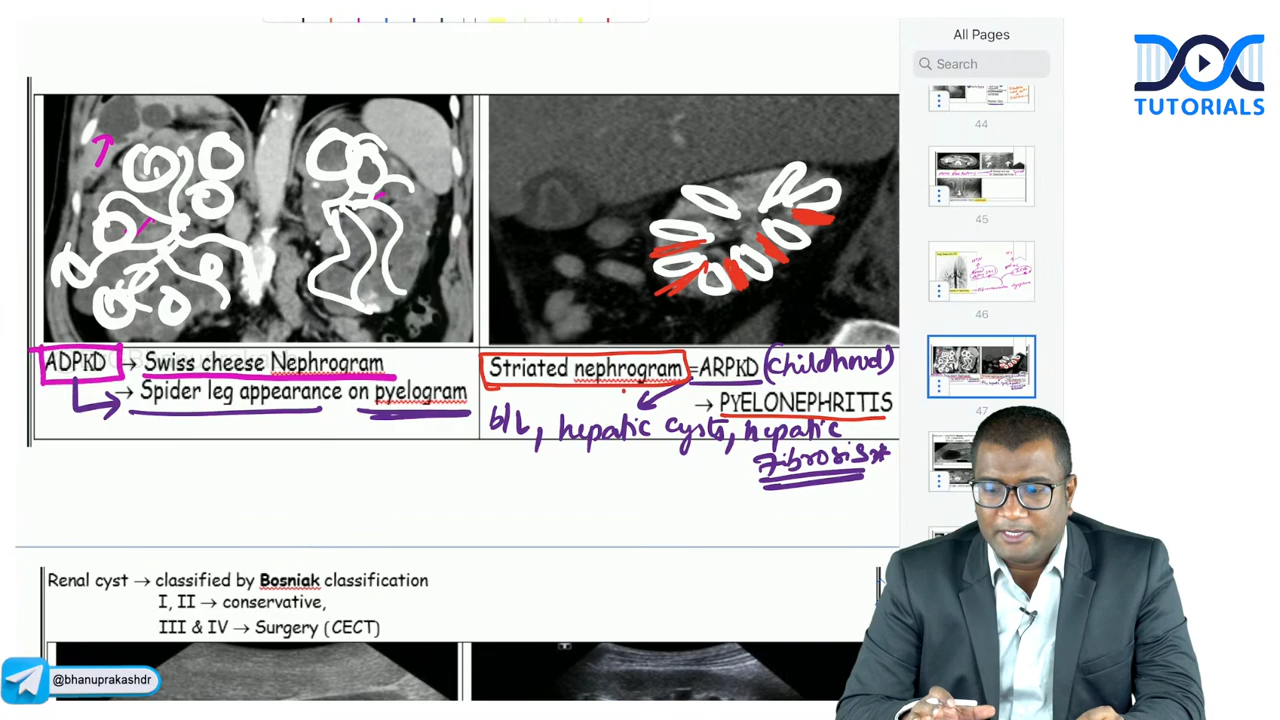 All Pages
Search
DOC
TUTORIALS
44
45
46
47
ADPKD → Swiss cheese Nephrogram
→ Spider leg appearance on pyelogram
Striated nephrogram = ARPKD (childhood)
→ PYELONEPHRITIS
b/L, hepatic cysts, hepatic
Fibrosis*
Renal cyst → classified by Bosniak classification
I, II → conservative,
III & IV → Surgery (CECT)
@bhanuprakashdr